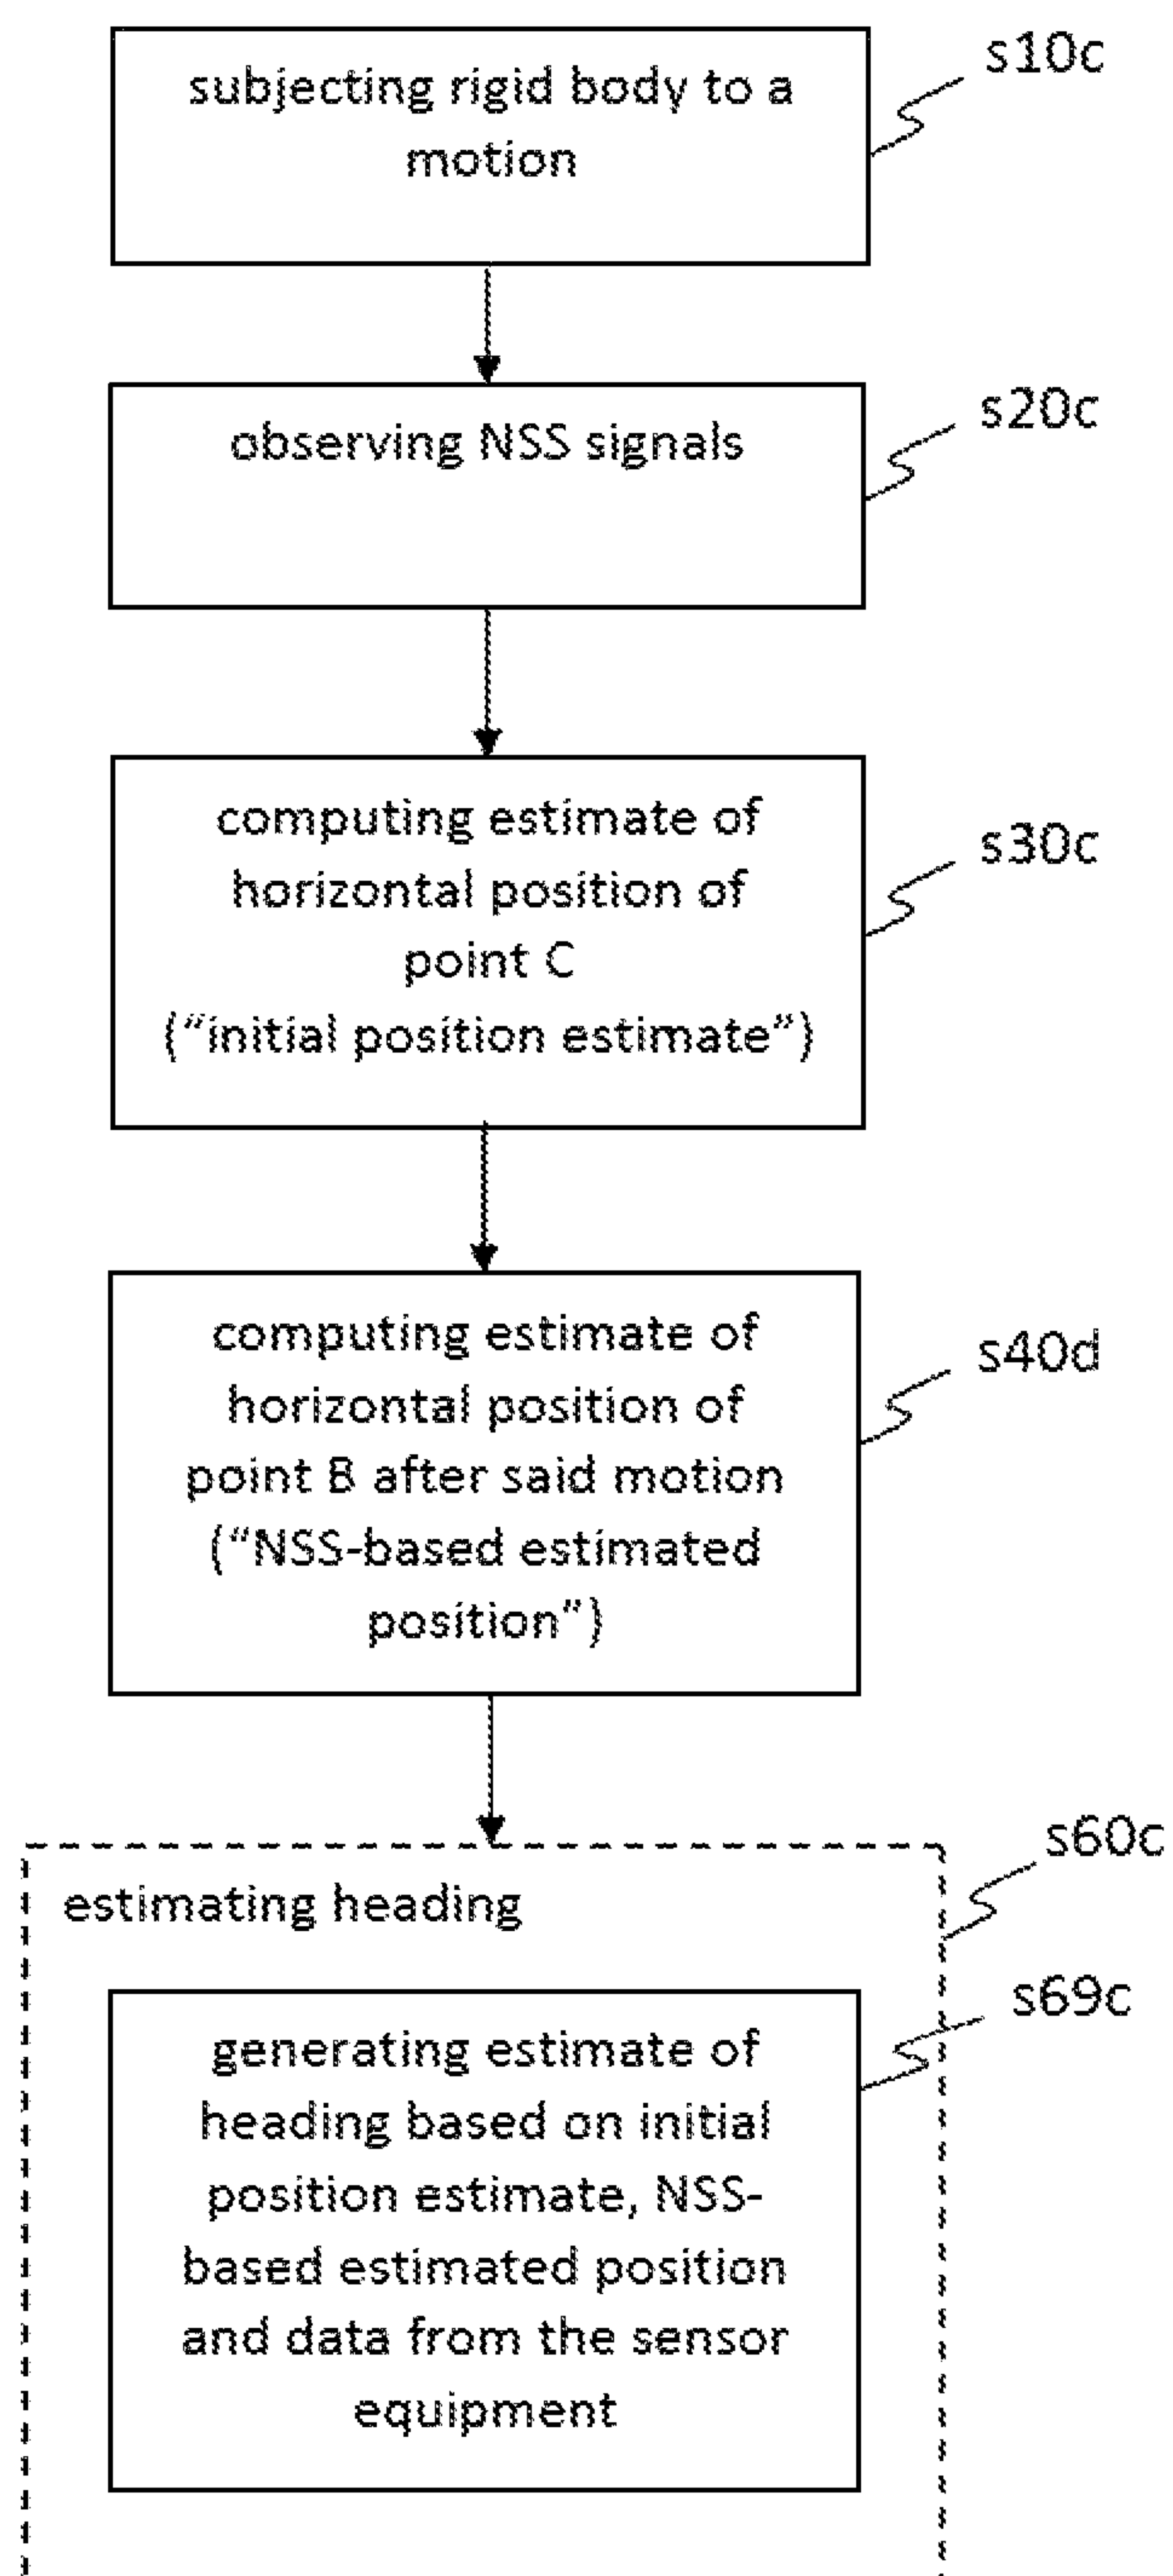 subjecting rigid body to a
motion
s10c
observing NSS signals
s20c
computing estimate of
horizontal position of
point C
("initial position estimate")
s30c
computing estimate of
horizontal position of
point B after said motion
("NSS-based estimated
position")
s40d
s60c
estimating heading
s69c
generating estimate of
heading based on initial
position estimate, NSS-
based estimated position
and data from the sensor
equipment